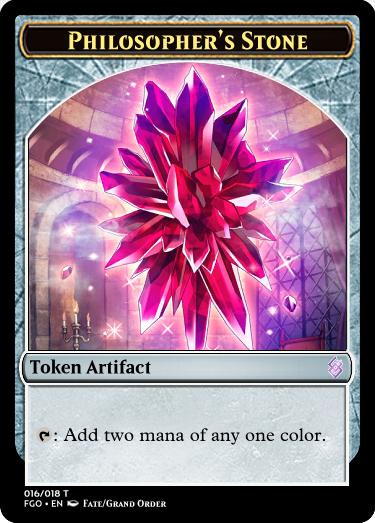 Philosopher's Stone
Token Artifact
: Add two mana of any one color.
016/018 T
FGO • EN Fate/Grand Order